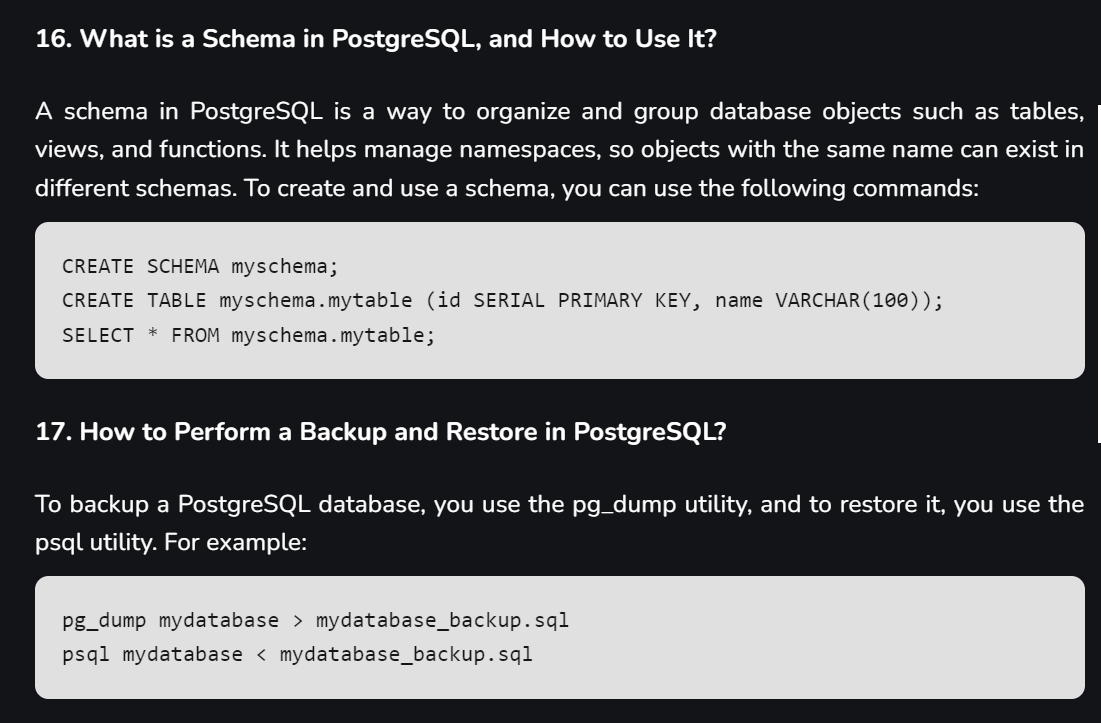 16. What is a Schema in PostgreSQL, and How to Use It?
A schema in PostgreSQL is a way to organize and group database objects such as tables,
views, and functions. It helps manage namespaces, so objects with the same name can exist in
different schemas. To create and use a schema, you can use the following commands:
CREATE SCHEMA myschema;
CREATE TABLE myschema.mytable (id SERIAL PRIMARY KEY, name VARCHAR(100));
SELECT * FROM myschema.mytable;
17. How to Perform a Backup and Restore in PostgreSQL?
To backup a PostgreSQL database, you use the pg_dump utility, and to restore it, you use the
psql utility. For example:
pg_dump mydatabase > mydatabase_backup.sql
psql mydatabase < mydatabase_backup.sql